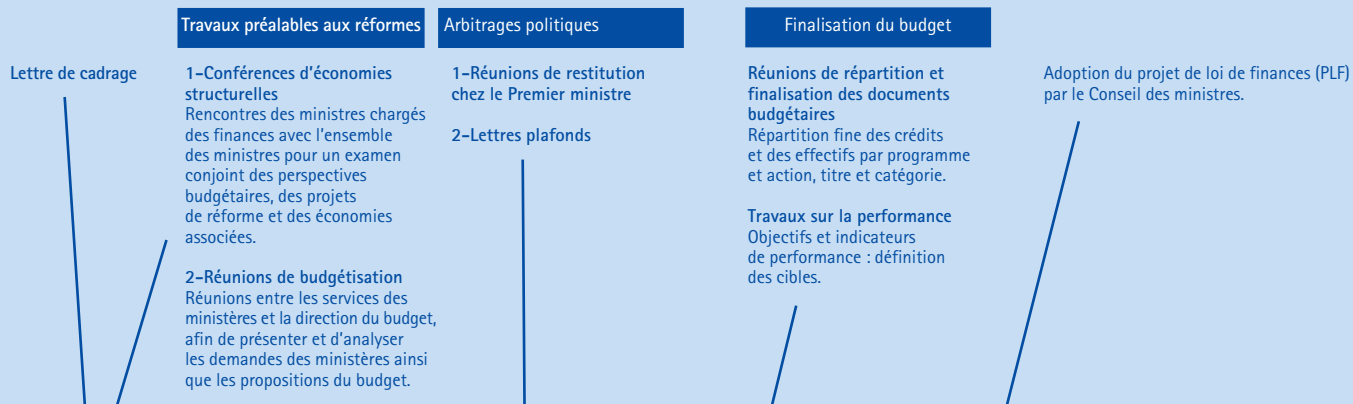 Travaux préalables aux réformes
Arbitrages politiques
Finalisation du budget
Lettre de cadrage
1-Conférences d'économies
structurelles
Rencontres des ministres chargés
des finances avec l'ensemble
des ministres pour un examen
conjoint des perspectives
budgétaires, des projets
de réforme et des économies
associées.
2-Réunions de budgétisation
Réunions entre les services des
ministères et la direction du budget,
afin de présenter et d'analyser
les demandes des ministères ainsi
que les propositions du budget.
1-Réunions de restitution
chez le Premier ministre
2-Lettres plafonds
Réunions de répartition et
finalisation des documents
budgétaires
Répartition fine des crédits
et des effectifs par programme
et action, titre et catégorie.
Travaux sur la performance
Objectifs et indicateurs
de performance : définition
des cibles.
Adoption du projet de loi de finances (PLF)
par le Conseil des ministres.